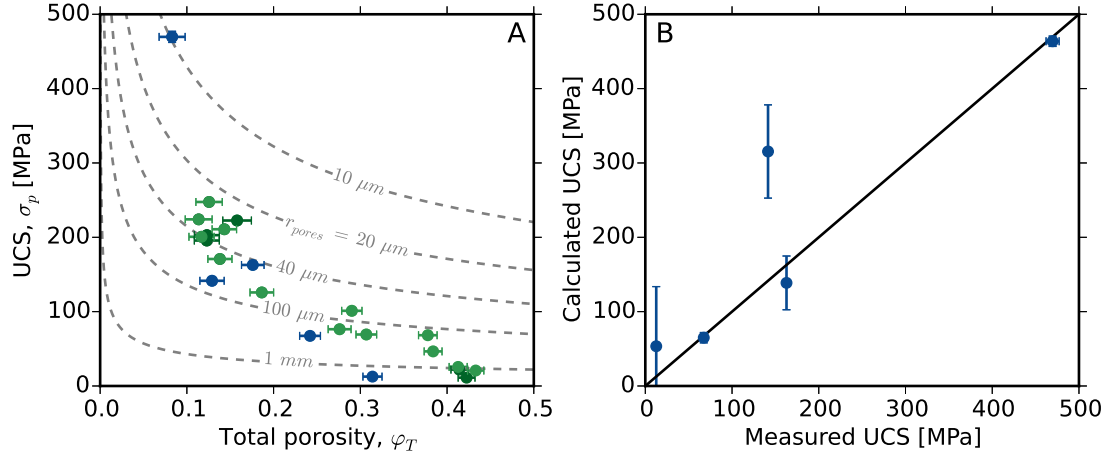 A
500
400
300
200
100
0
UCS, σp [MPa]
10 μm
rpores = 20 μm
40 μm
100 μm
1 mm
0.0 0.1 0.2 0.3 0.4 0.5
Total porosity, φT
B
500
400
300
200
100
0
Calculated UCS [MPa]
0 100 200 300 400 500
Measured UCS [MPa]